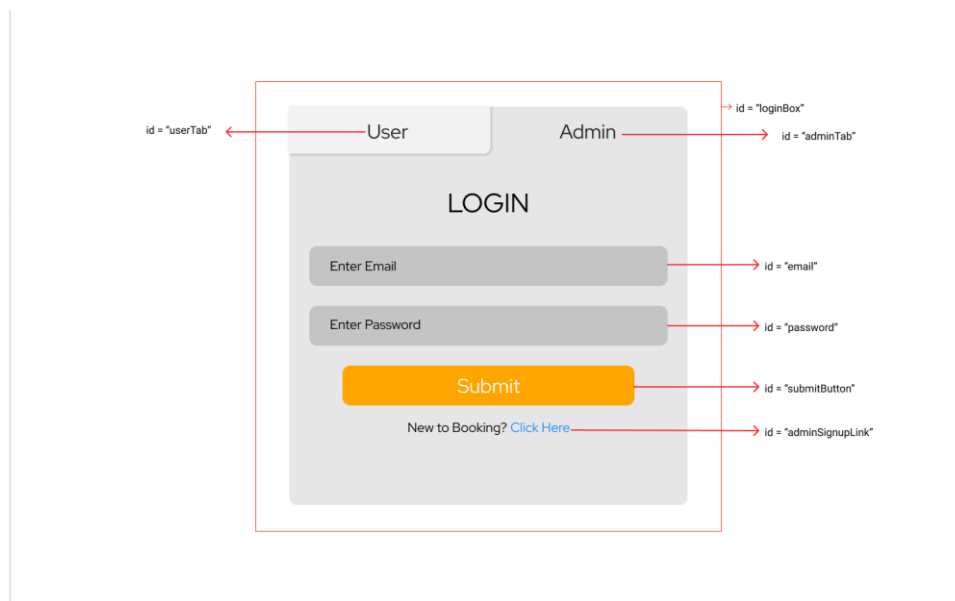 id = “loginBox”
id = “userTab”
User
Admin
id = “adminTab”
LOGIN
Enter Email
id = “email”
Enter Password
id = “password”
Submit
id = “submitButton”
New to Booking? Click Here
id = “adminSignupLink”